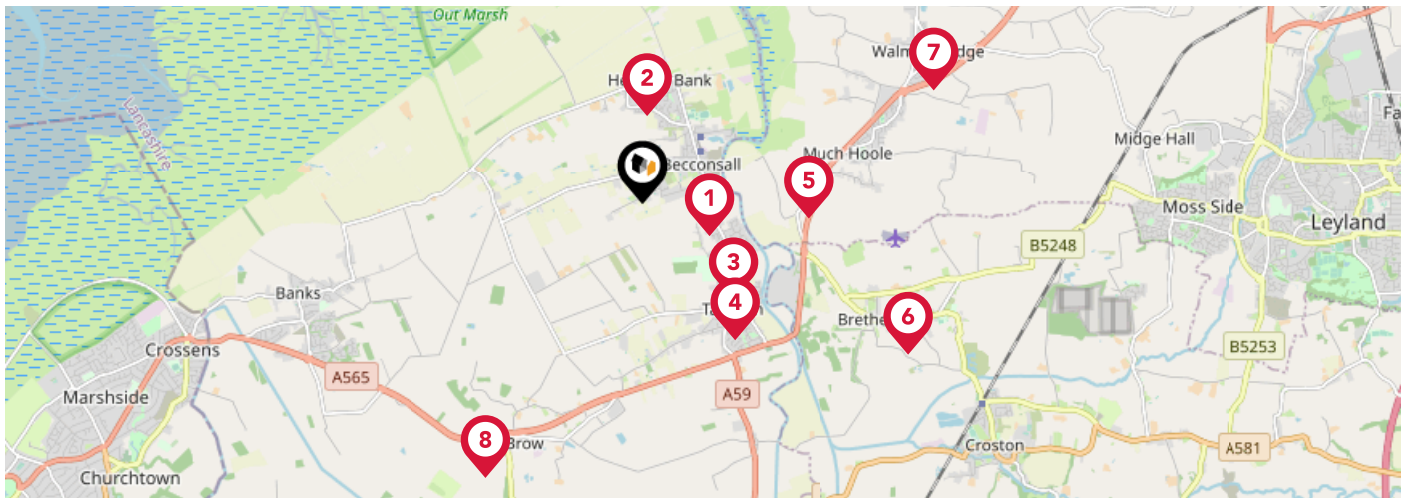 Out Marsh
Lancashire
7
2
Bank
Midge Hall
Becconsall
Much Hoole
5
1
Moss Side
Leyland
B5248
3
Banks
4
6
Crossens
B5253
A565
A59
Marshside
8
Brow
Croston
A581
Churchtown